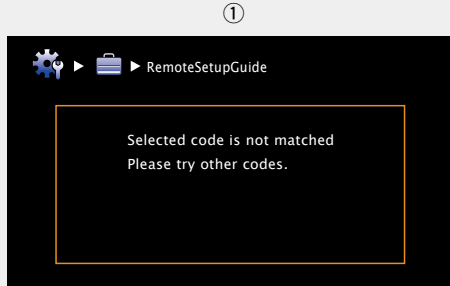 ①
RemoteSetupGuide
Selected code is not matched
Please try other codes.